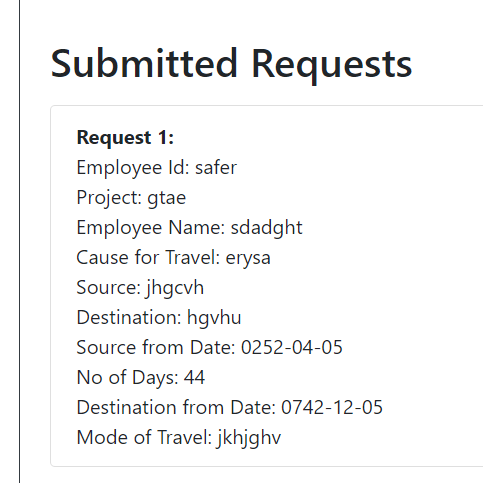 Submitted Requests
Request 1:
Employee Id: safer
Project: gtae
Employee Name: sdadght
Cause for Travel: erysa
Source: jhgcvh
Destination: hgvhu
Source from Date: 0252-04-05
No of Days: 44
Destination from Date: 0742-12-05
Mode of Travel: jkhjghv